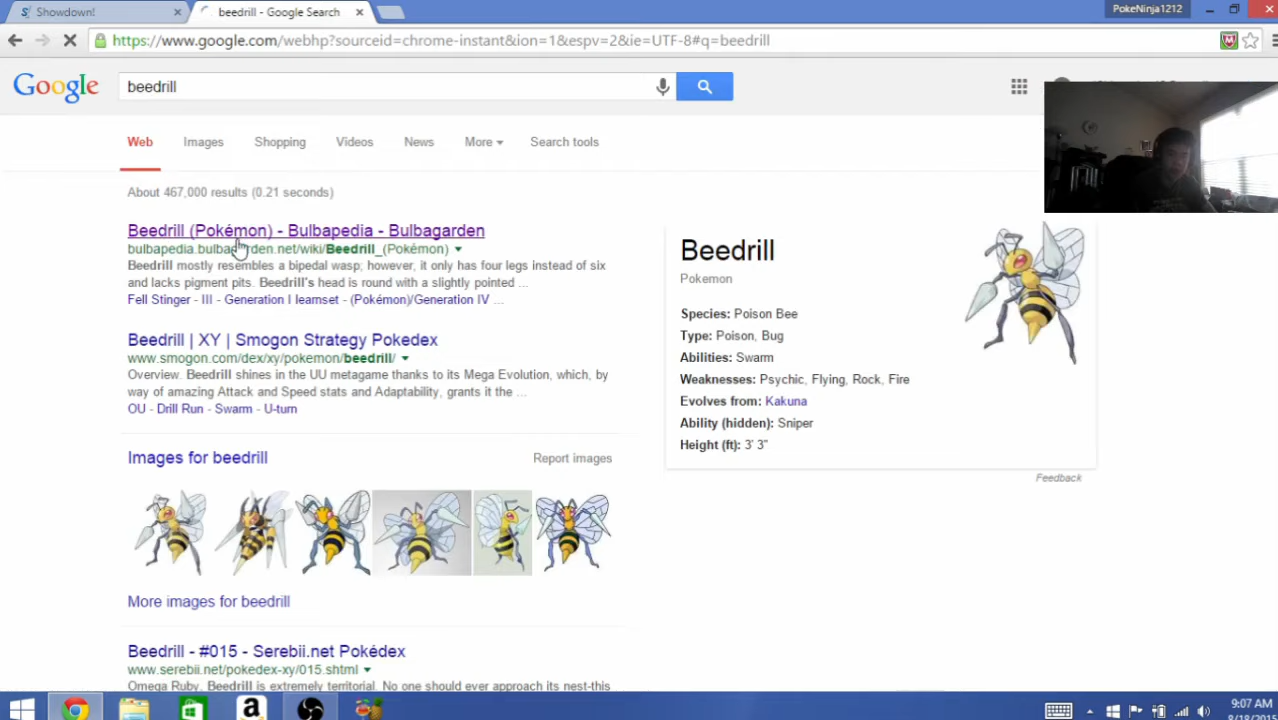 Showdown!
beedrill - Google Search
PokeNinja1212
https://www.google.com/webhp?sourceid=chrome-instant&ion=1&espv=2&ie=UTF-8#q=beedrill
Google
beedrill
Web Images Shopping Videos News More Search tools
About 467,000 results (0.21 seconds)
Beedrill (Pokémon) - Bulbapedia - Bulbagarden
bulbapedia.bulbagarden.net/wiki/Beedrill_(Pokémon)
Beedrill mostly resembles a bipedal wasp; however, it only has four legs instead of six
and lacks pigment pits. Beedrill's head is round with a slightly pointed ...
Fell Stinger - III - Generation I learnset - (Pokémon)/Generation IV ...
Beedrill | XY | Smogon Strategy Pokedex
www.smogon.com/dex/xy/pokemon/beedrill/
Overview. Beedrill shines in the UU metagame thanks to its Mega Evolution, which, by
way of amazing Attack and Speed stats and Adaptability, grants it the ...
OU - Drill Run - Swarm - U-turn
Images for beedrill
Report images
More images for beedrill
Beedrill - #015 - Serebii.net Pokédex
www.serebii.net/pokedex-xy/015.shtml
Omega Ruby, Beedrill is extremely territorial. No one should ever approach its nest-this
Beedrill
Pokemon
Species: Poison Bee
Type: Poison, Bug
Abilities: Swarm
Weaknesses: Psychic, Flying, Rock, Fire
Evolves from: Kakuna
Ability (hidden): Sniper
Height (ft): 3' 3"
Feedback
9:07 AM